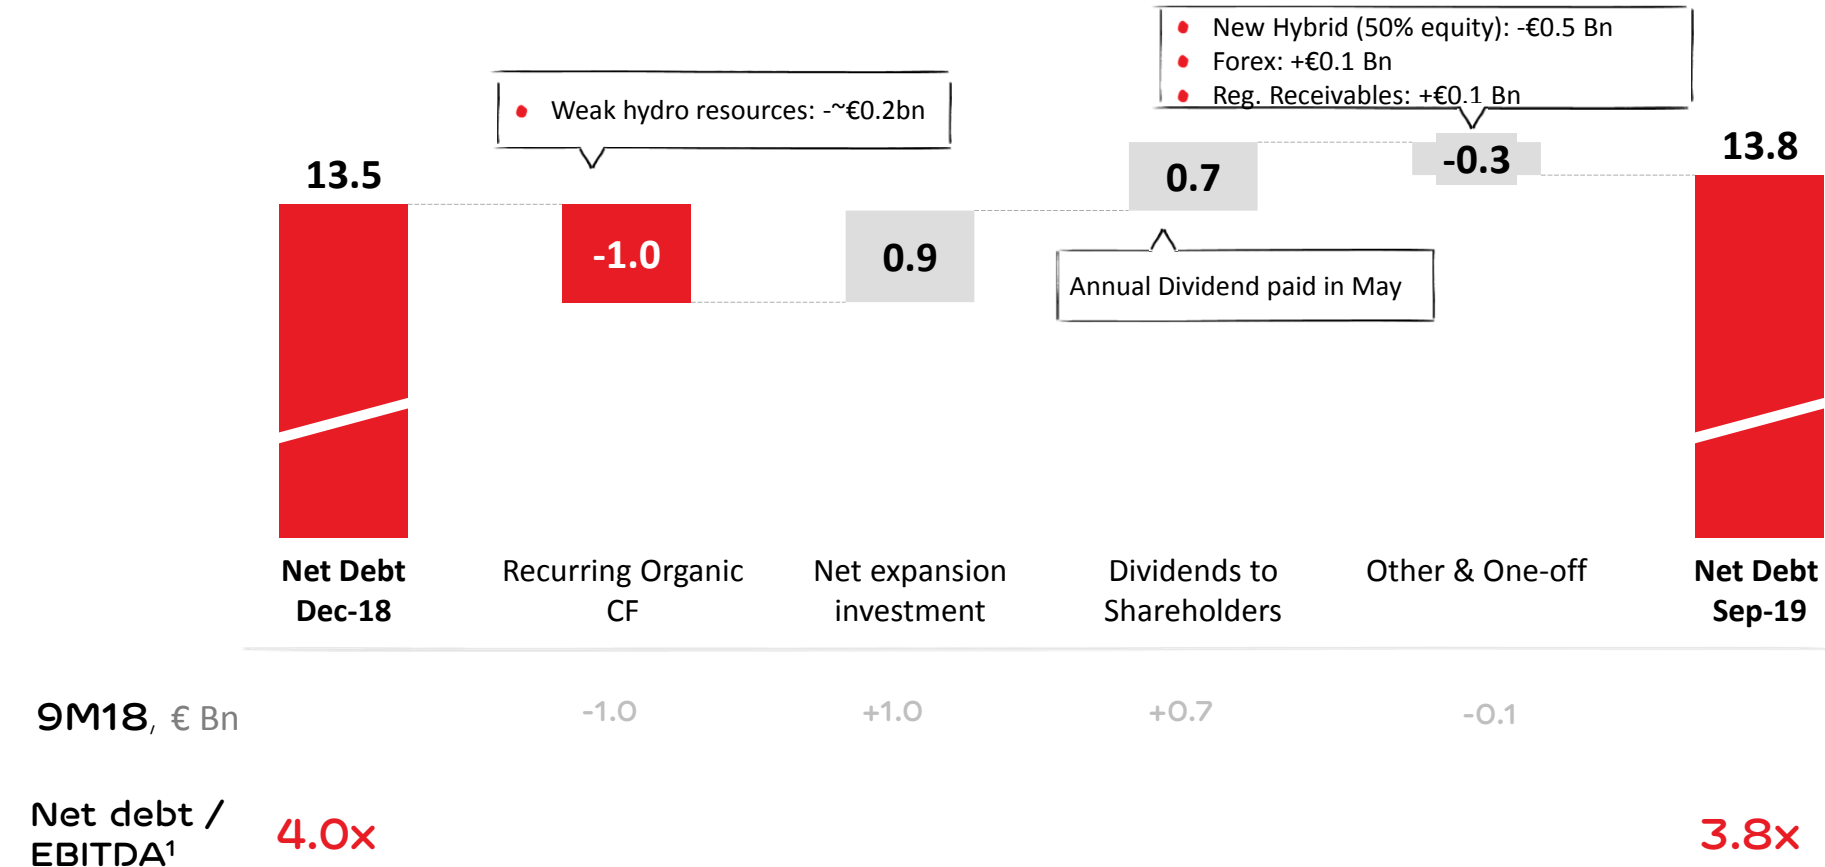 New Hybrid (50% equity): -€0.5 Bn
Forex: +€0.1 Bn
Reg. Receivables: +€0.1 Bn
Weak hydro resources: -~€0.2bn
13.5
-1.0
0.9
0.7
-0.3
13.8
Annual Dividend paid in May
Net Debt
Dec-18
Recurring Organic
CF
Net expansion
investment
Dividends to
Shareholders
Other & One-off
Net Debt
Sep-19
9M18, € Bn
-1.0
+1.0
+0.7
-0.1
Net debt /
EBITDA¹
4.0x
3.8x